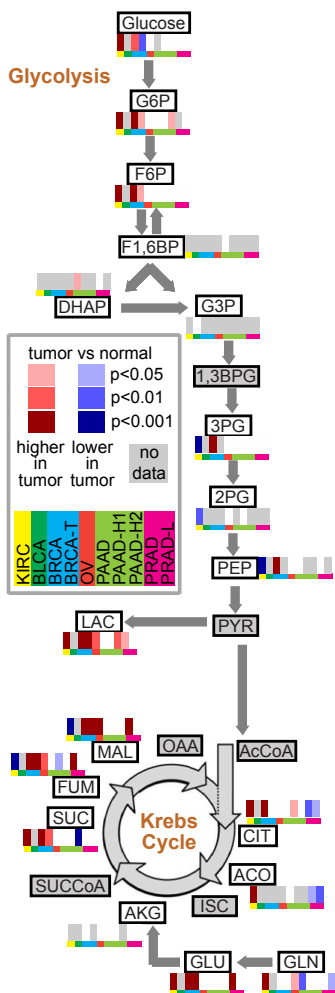 Glucose
Glycolysis
G6P
F6P
F1,6BP
DHAP
G3P
tumor vs normal
p<0.05
p<0.01
p<0.001
higher in tumor
lower in tumor
no data
KIRC
BLCA
BRCA
BRCA-T
OV
PAAD
PAAD-H1
PAAD-H2
PRAD
PRAD-L
1,3BPG
3PG
2PG
PEP
PYR
LAC
MAL
OAA
AcCoA
FUM
SUC
Krebs
Cycle
CIT
ACO
SUCCoA
ISC
AKG
GLU
GLN